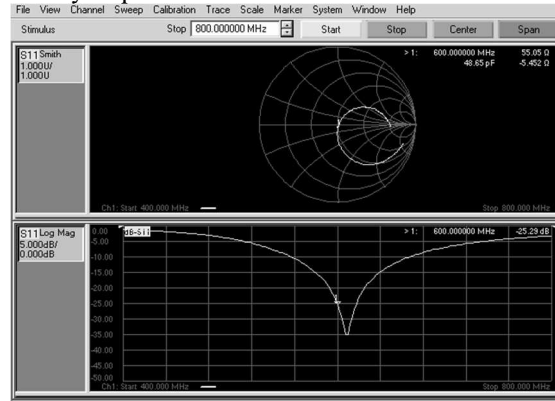 File View Channel Sweep Calibration Trace Scale Marker System Window Help
Stimulus Stop 800.000000 MHz Start Stop Center Span
S11 Smith
1.000U/
1.000U
> 1: 600.000000 MHz 55.05 Ω
48.65 pF -5.452 Ω
Ch1: Start 400.000 MHz Stop 800.000 MHz
S11 Log Mag
5.000dB/
0.000dB
0.00 dB-S11 > 1: 600.000000 MHz -25.29 dB
-5.00
-10.00
-15.00
-20.00
-25.00 1
-30.00
-35.00
-40.00
-45.00
-50.00
Ch1: Start 400.000 MHz Stop 800.000 MHz